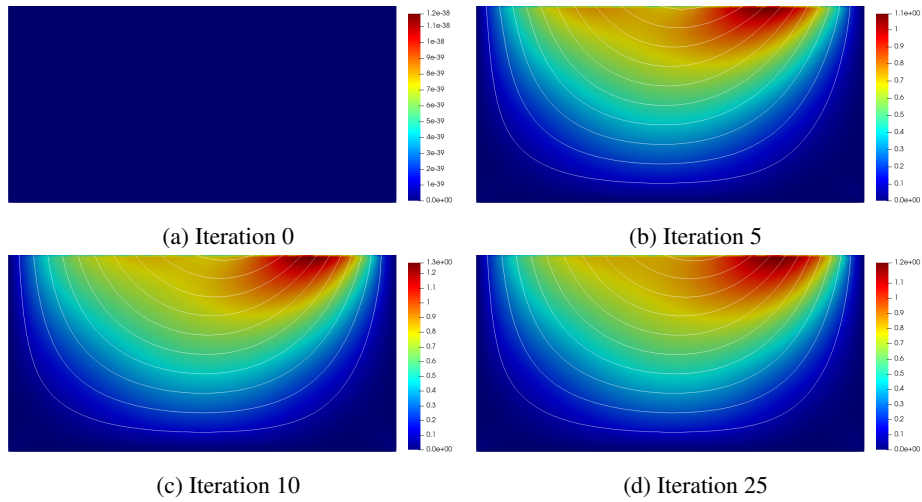 1.2e-38
1e-38
1e-38
9e-39
8e-39
7e-39
6e-39
5e-39
4e-39
3e-39
2e-39
1e-39
0.0e+00
(a) Iteration 0
1.1e+00
1
0.9
0.8
0.7
0.6
0.5
0.4
0.3
0.2
0.1
0.0e+00
(b) Iteration 5
1.3e+00
1.2
1.1
1
0.9
0.8
0.7
0.6
0.5
0.4
0.3
0.2
0.1
0.0e+00
(c) Iteration 10
1.2e+00
1.1
1
0.9
0.8
0.7
0.6
0.5
0.4
0.3
0.2
0.1
0.0e+00
(d) Iteration 25